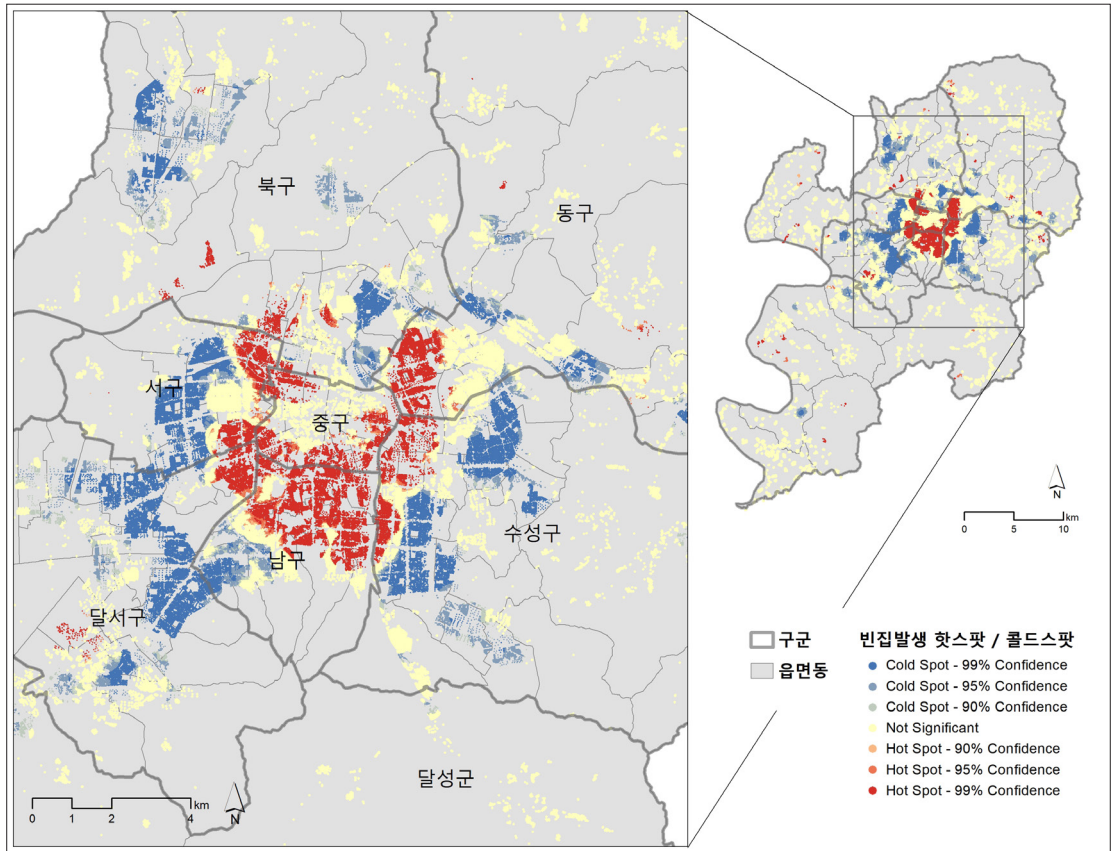 북구
동구
서구
중구
수성구
남구
달서구
달성군
km
0 1 2 4
N
N
0 5 10
km
구군
읍면동
빈집발생 핫스팟 / 콜드스팟
Cold Spot - 99% Confidence
Cold Spot - 95% Confidence
Cold Spot - 90% Confidence
Not Significant
Hot Spot - 90% Confidence
Hot Spot - 95% Confidence
Hot Spot - 99% Confidence